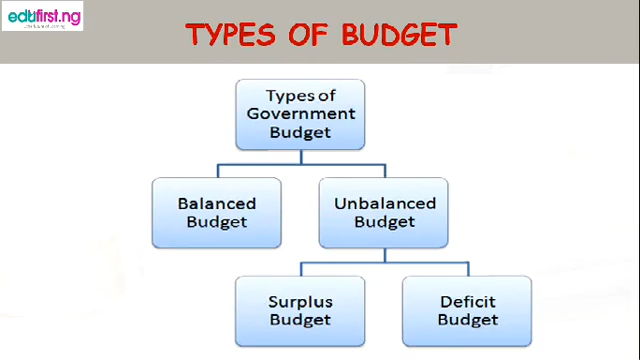 edufirst.ng
TYPES OF BUDGET
Types of
Government
Budget
Balanced
Budget
Unbalanced
Budget
Surplus
Budget
Deficit
Budget